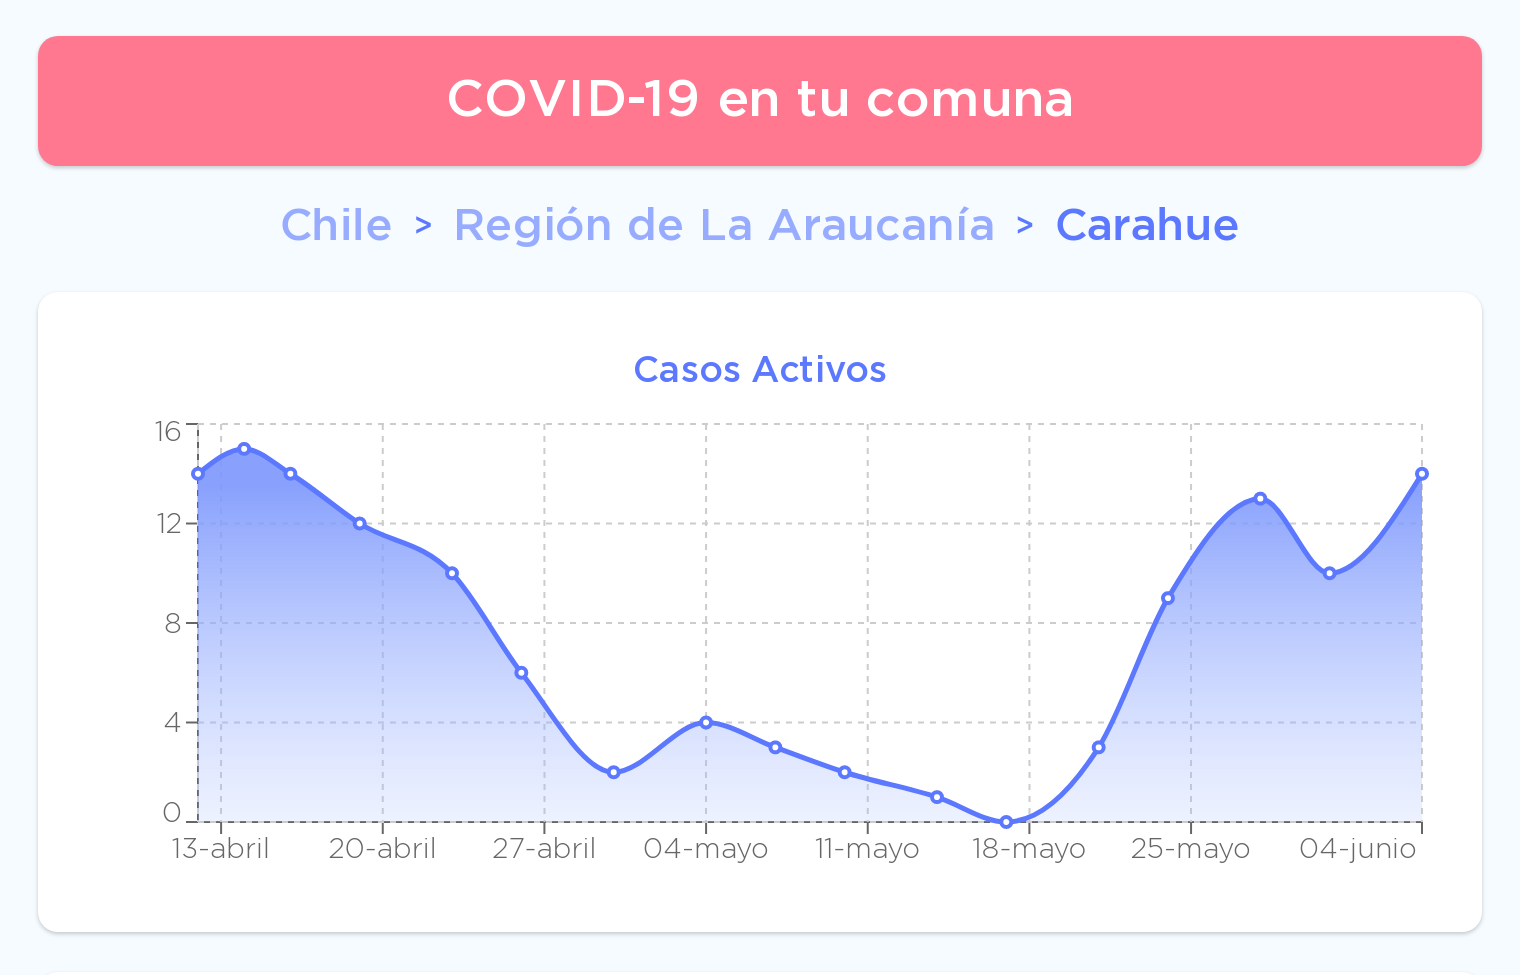 COVID-19 en tu comuna
Chile > Región de La Araucanía > Carahue
Casos Activos
16
12
8
4
0
13-abril 20-abril 27-abril 04-mayo 11-mayo 18-mayo 25-mayo 04-junio